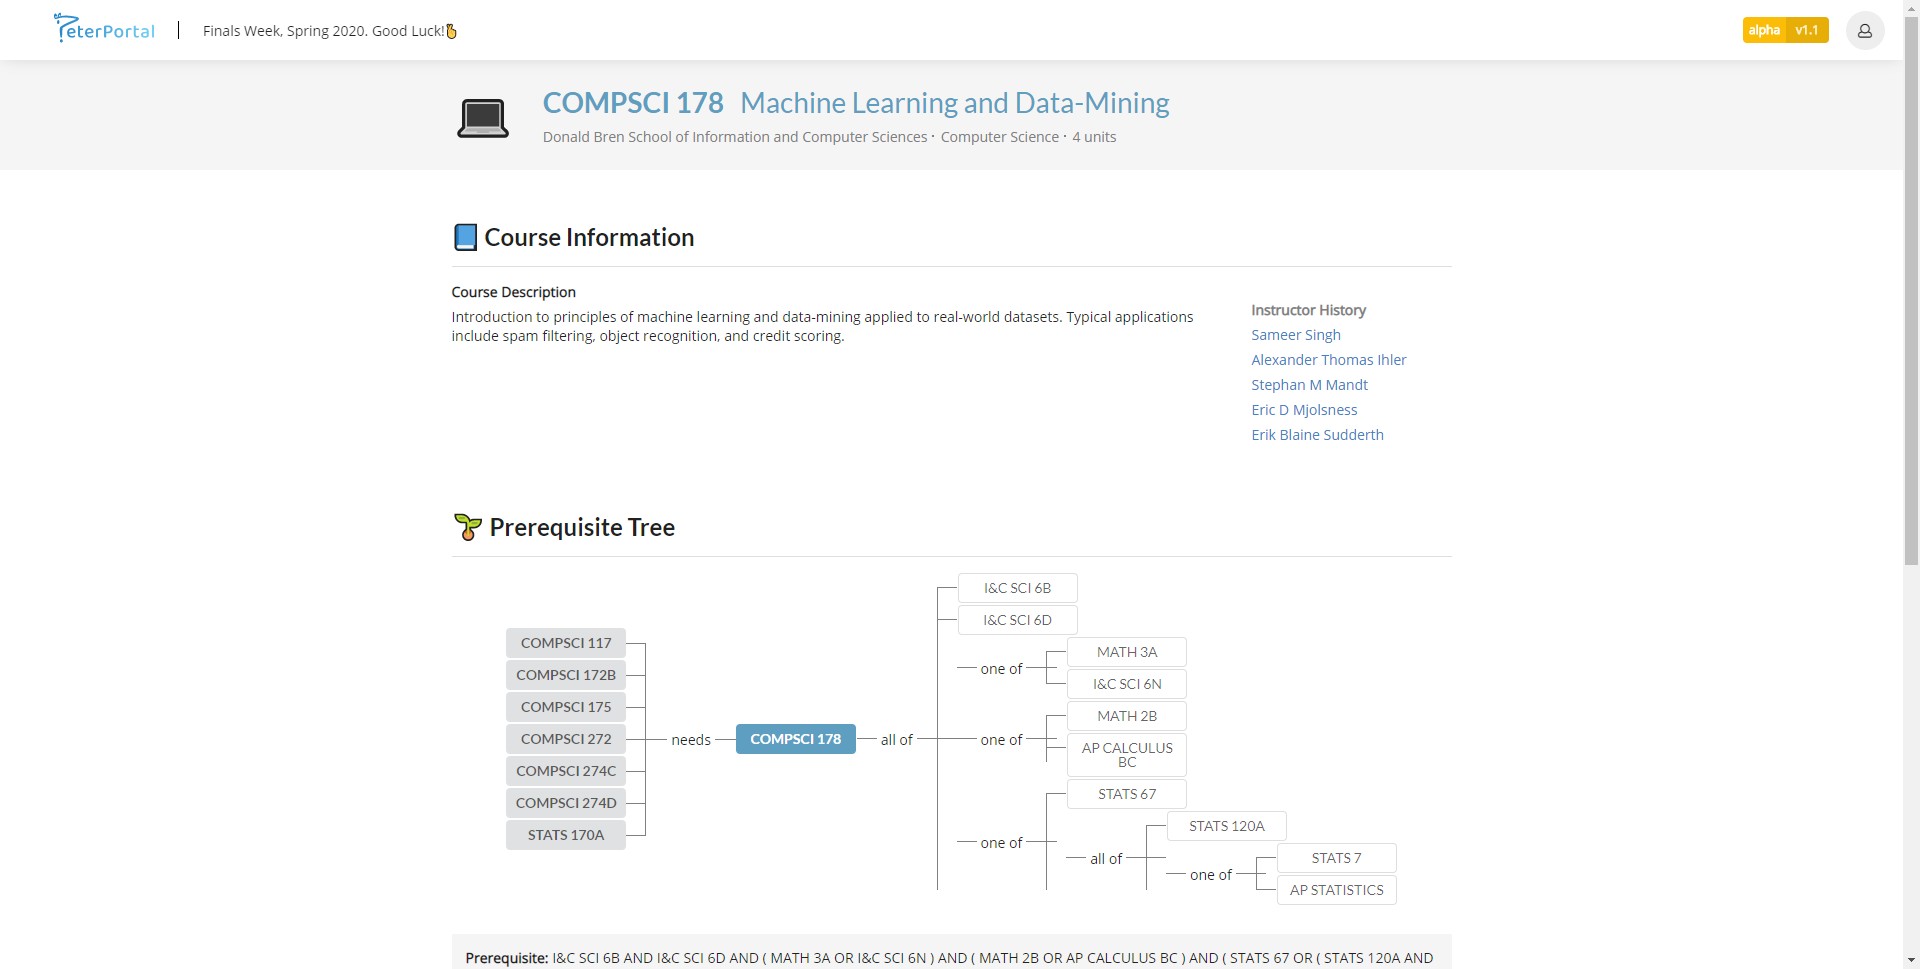 PeterPortal
Finals Week, Spring 2020. Good Luck!
alpha v1.1
COMPSCI 178 Machine Learning and Data-Mining
Donald Bren School of Information and Computer Sciences · Computer Science · 4 units
Course Information
Course Description
Introduction to principles of machine learning and data-mining applied to real-world datasets. Typical applications
include spam filtering, object recognition, and credit scoring.
Instructor History
Sameer Singh
Alexander Thomas Ihler
Stephan M Mandt
Eric D Mjolsness
Erik Blaine Sudderth
Prerequisite Tree
COMPSCI 117
COMPSCI 172B
COMPSCI 175
COMPSCI 272
COMPSCI 274C
COMPSCI 274D
STATS 170A
needs
COMPSCI 178
all of
I&C SCI 6B
I&C SCI 6D
one of
MATH 3A
I&C SCI 6N
one of
MATH 2B
AP CALCULUS
BC
one of
STATS 67
all of
STATS 120A
one of
STATS 7
AP STATISTICS
Prerequisite: I&C SCI 6B AND I&C SCI 6D AND ( MATH 3A OR I&C SCI 6N ) AND ( MATH 2B OR AP CALCULUS BC ) AND ( STATS 67 OR ( STATS 120A AND